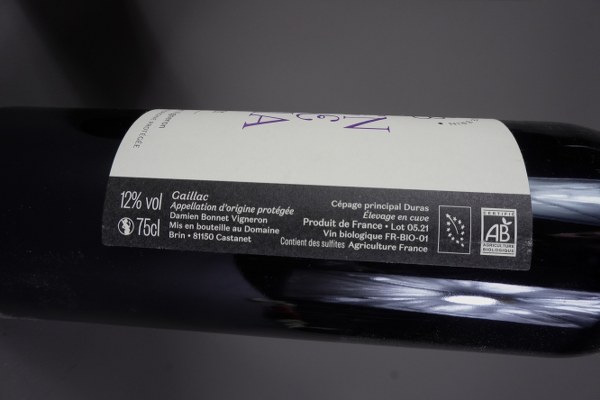 12% vol
75cl
Gaillac
Appellation d'origine protégée
Damien Bonnet Vigneron
Mis en bouteille au Domaine
Brin • 81150 Castanet
Cépage principal Duras
Élevage en cuve
Produit de France • Lot 05.21
Vin biologique FR-BIO-01
Contient des sulfites Agriculture France
CERTIFIÉ
AB
AGRICULTURE
BIOLOGIQUE